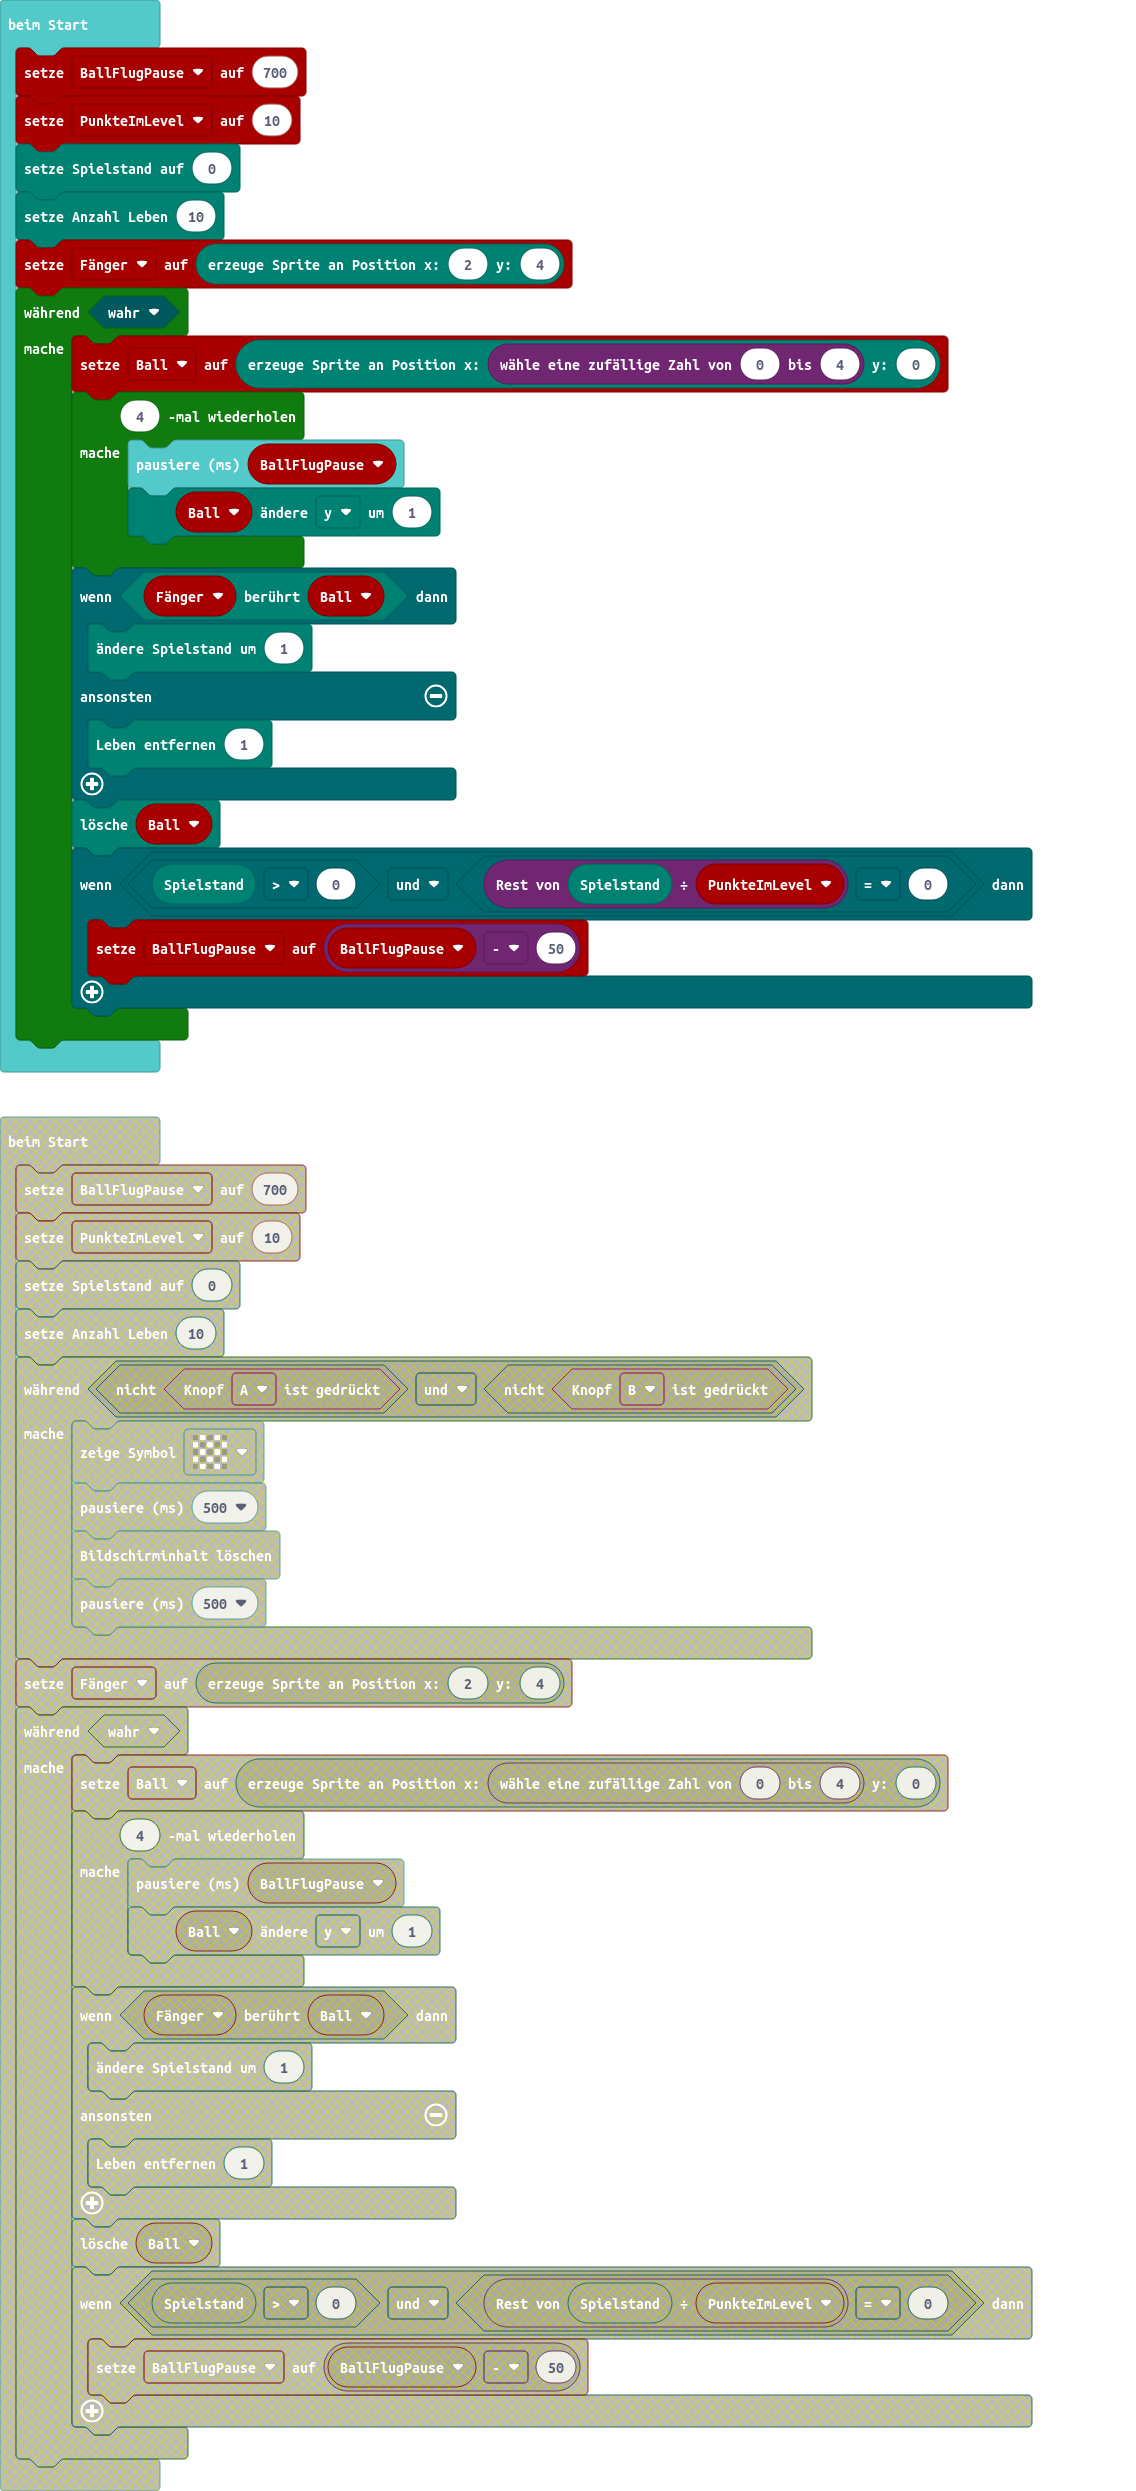 beim Start
setze BallFlugPause auf 700
setze PunkteImLevel auf 10
setze Spielstand auf 0
setze Anzahl Leben 10
setze Fänger auf erzeuge Sprite an Position x: 2 y: 4
während wahr
mache
setze Ball auf erzeuge Sprite an Position x: wähle eine zufällige Zahl von 0 bis 4 y: 0
4 -mal wiederholen
mache
pausiere (ms) BallFlugPause
Ball ändere y um 1
wenn Fänger berührt Ball dann
ändere Spielstand um 1
ansonsten
Leben entfernen 1
lösche Ball
wenn Spielstand > 0 und Rest von Spielstand ÷ PunkteImLevel = 0 dann
setze BallFlugPause auf BallFlugPause - 50
beim Start
setze BallFlugPause auf 700
setze PunkteImLevel auf 10
setze Spielstand auf 0
setze Anzahl Leben 10
während nicht Knopf A ist gedrückt und nicht Knopf B ist gedrückt
mache
zeige Symbol
pausiere (ms) 500
Bildschirminhalt löschen
pausiere (ms) 500
setze Fänger auf erzeuge Sprite an Position x: 2 y: 4
während wahr
mache
setze Ball auf erzeuge Sprite an Position x: wähle eine zufällige Zahl von 0 bis 4 y: 0
4 -mal wiederholen
mache
pausiere (ms) BallFlugPause
Ball ändere y um 1
wenn Fänger berührt Ball dann
ändere Spielstand um 1
ansonsten
Leben entfernen 1
lösche Ball
wenn Spielstand > 0 und Rest von Spielstand ÷ PunkteImLevel = 0 dann
setze BallFlugPause auf BallFlugPause - 50